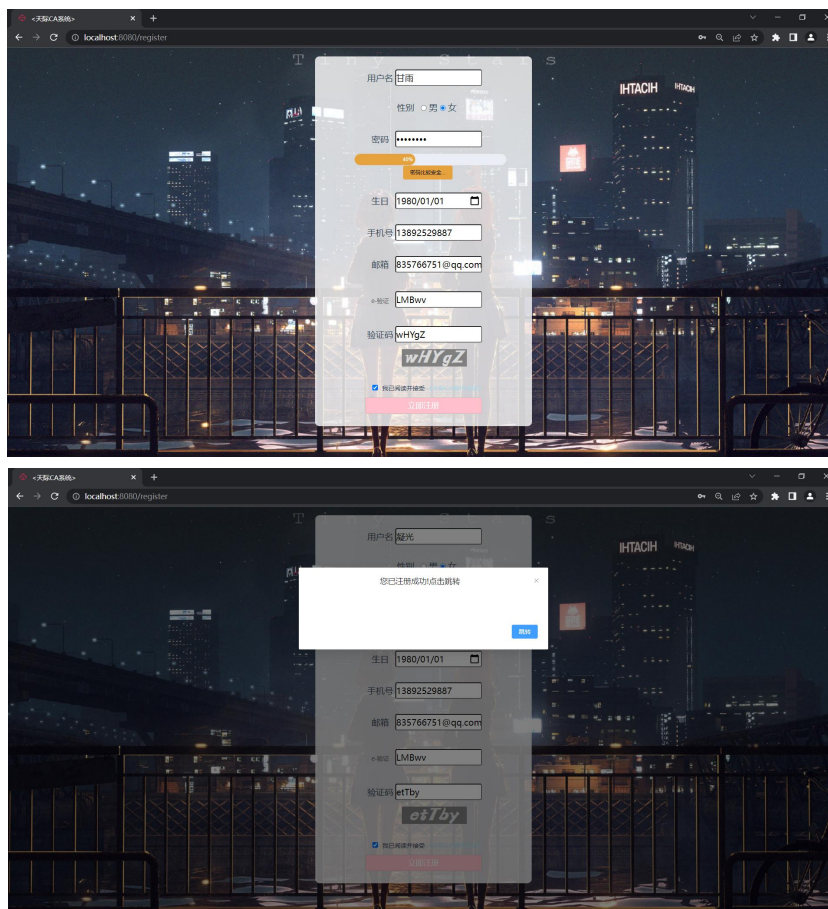 <天际CA系统>
localhost:8080/register
Tiny Stars
IHTACIH
IHTACIH
用户名 甘雨
性别 男 女
密码 ••••••••
40%
密码比较安全...
生日 1980/01/01
手机号 13892529887
邮箱 835766751@qq.com
e-验证 LMBwv
验证码 wHYgZ
wHYgZ
我已阅读并接受
立即注册
<天际CA系统>
localhost:8080/register
T S
IHTACIH
IHTACIH
用户名 凝光
性别 男 女
您已注册成功!点击跳转
跳转
生日 1980/01/01
手机号 13892529887
邮箱 835766751@qq.com
e-验证 LMBwv
验证码 etTby
etTby
我已阅读并接受
立即注册